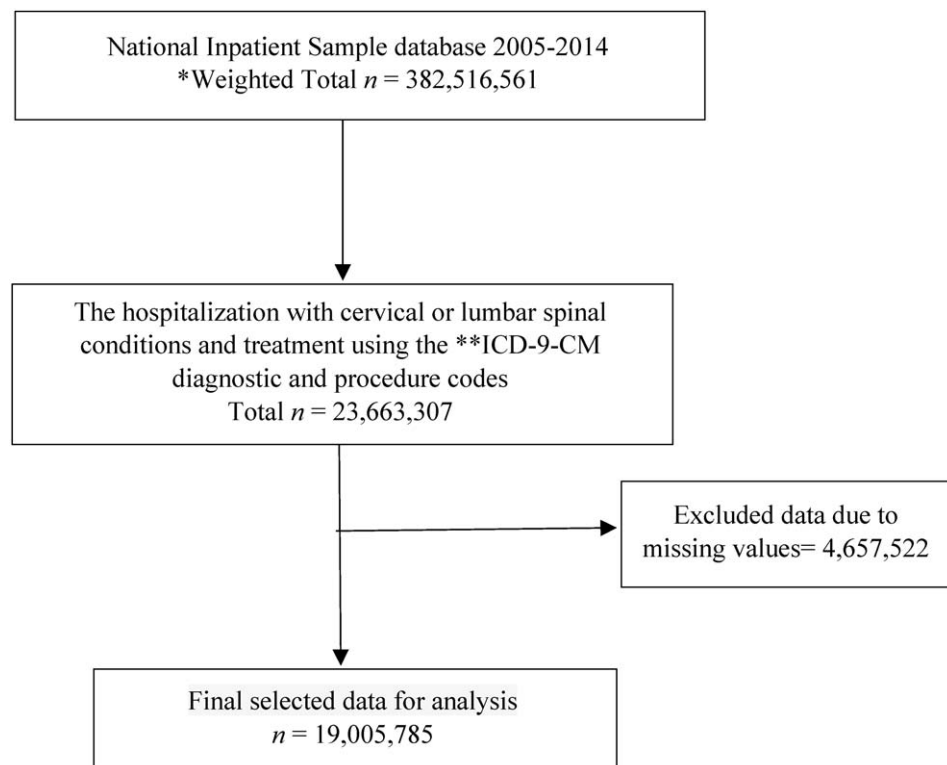 National Inpatient Sample database 2005-2014
*Weighted Total n = 382,516,561
The hospitalization with cervical or lumbar spinal
conditions and treatment using the **ICD-9-CM
diagnostic and procedure codes
Total n = 23,663,307
Excluded data due to
missing values= 4,657,522
Final selected data for analysis
n = 19,005,785